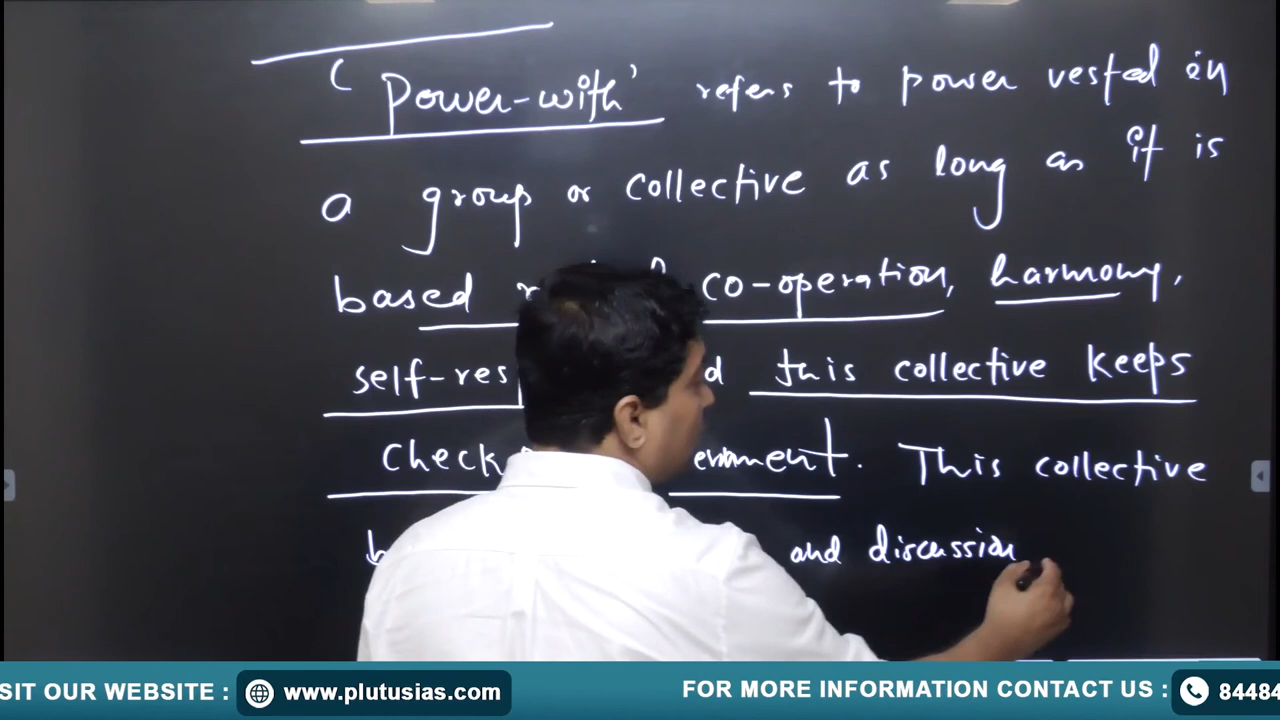 'Power-with' refers to power vested in
a group or collective as long as it is
based co-operation, harmony,
self- this collective keeps
check This collective
and discussion
SIT OUR WEBSITE : www.plutusias.com FOR MORE INFORMATION CONTACT US : 84484